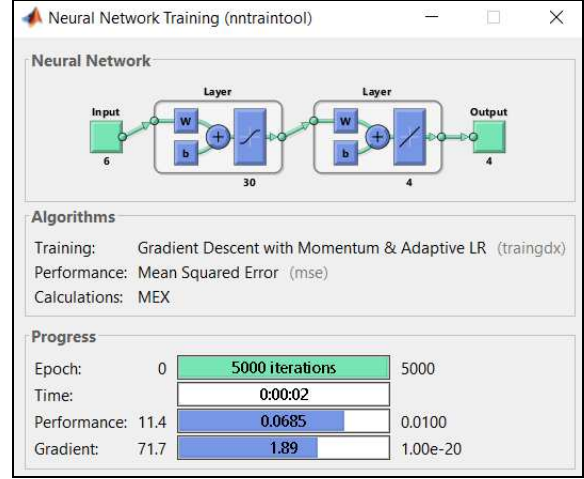 Neural Network Training (nntraintool)
Neural Network
Layer Layer
Input Output
W W
+ +
b b
6 4
30 4
Algorithms
Training: Gradient Descent with Momentum & Adaptive LR (traingdx)
Performance: Mean Squared Error (mse)
Calculations: MEX
Progress
Epoch: 0 5000 iterations 5000
Time: 0:00:02
Performance: 11.4 0.0685 0.0100
Gradient: 71.7 1.89 1.00e-20